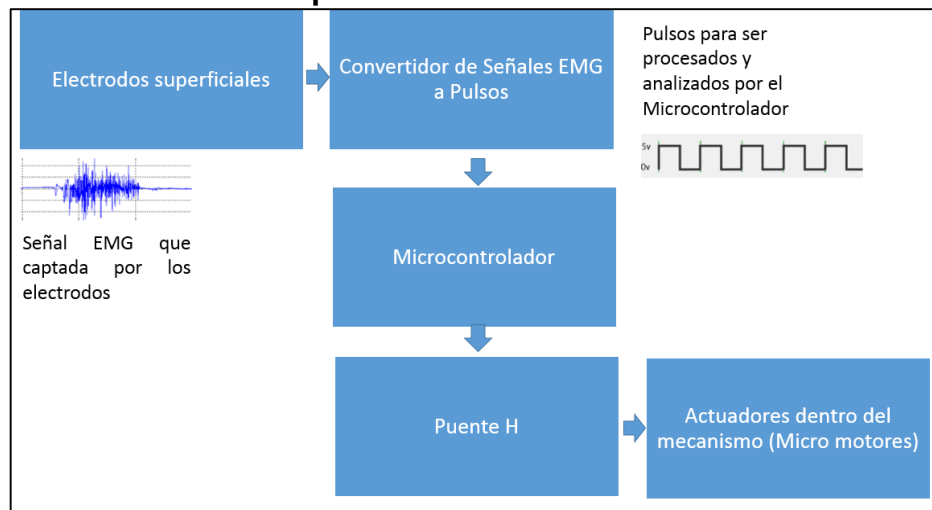 Electrodos superficiales
Convertidor de Señales EMG
a Pulsos
Pulsos para ser
procesados y
analizados por el
Microcontrolador
5v
0v
Señal EMG que
captada por los
electrodos
Microcontrolador
Puente H
Actuadores dentro del
mecanismo (Micro motores)